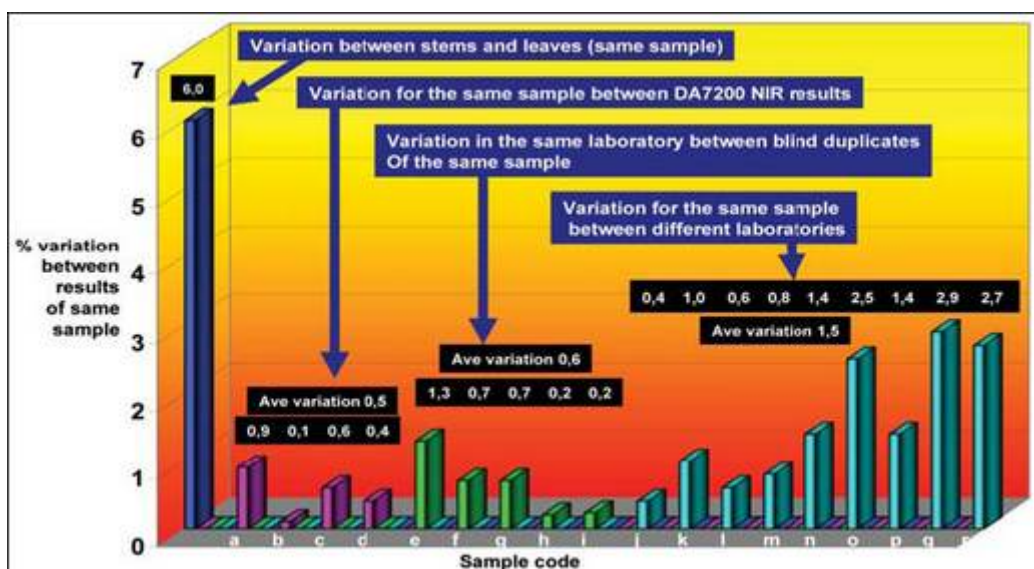 Variation between stems and leaves (same sample)
7
6,0
Variation for the same sample between DA7200 NIR results
6
Variation in the same laboratory between blind duplicates
Of the same sample
5
Variation for the same sample
between different laboratories
% variation
between
results
of same
sample
4
0,4 1,0 0,6 0,8 1,4 2,5 1,4 2,9 2,7
Ave variation 1,5
3
Ave variation 0,6
1,3 0,7 0,7 0,2 0,2
2
Ave variation 0,5
0,9 0,1 0,6 0,4
1
0
a b c d e f g h i j k l m n o p q r
Sample code